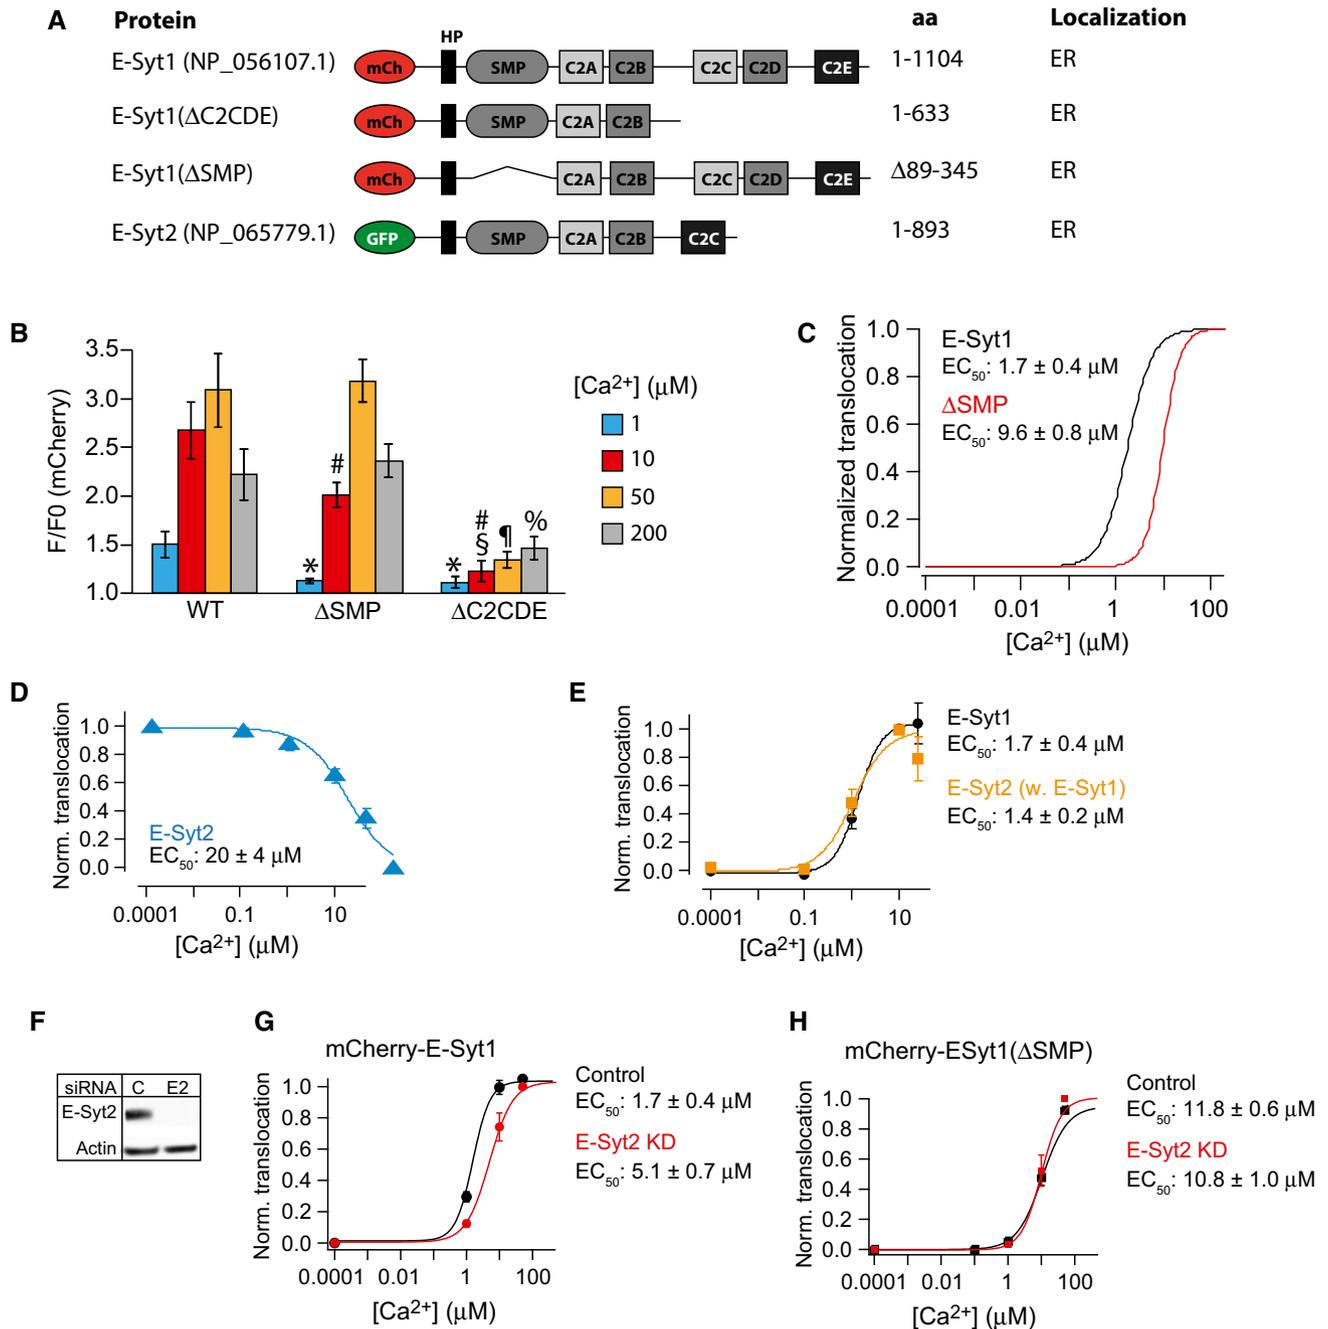 A
Protein
aa
Localization
HP
E-Syt1 (NP_056107.1)
mCh
SMP
C2A
C2B
C2C
C2D
C2E
1-1104
ER
E-Syt1(ΔC2CDE)
mCh
SMP
C2A
C2B
1-633
ER
E-Syt1(ΔSMP)
mCh
C2A
C2B
C2C
C2D
C2E
Δ89-345
ER
E-Syt2 (NP_065779.1)
GFP
SMP
C2A
C2B
C2C
1-893
ER
B
F/F0 (mCherry)
3.5
3.0
2.5
2.0
1.5
1.0
*
#
*
#
§
¶
%
WT
ΔSMP
ΔC2CDE
[Ca2+] (μM)
1
10
50
200
C
Normalized translocation
1.0
0.8
0.6
0.4
0.2
0.0
E-Syt1
EC50: 1.7 ± 0.4 μM
ΔSMP
EC50: 9.6 ± 0.8 μM
0.0001
0.01
1
100
[Ca2+] (μM)
D
Norm. translocation
1.0
0.8
0.6
0.4
0.2
0.0
E-Syt2
EC50: 20 ± 4 μM
0.0001
0.1
10
[Ca2+] (μM)
E
Norm. translocation
1.0
0.8
0.6
0.4
0.2
0.0
0.0001
0.1
10
[Ca2+] (μM)
E-Syt1
EC50: 1.7 ± 0.4 μM
E-Syt2 (w. E-Syt1)
EC50: 1.4 ± 0.2 μM
F
siRNA C E2
E-Syt2
Actin
G
mCherry-E-Syt1
Norm. translocation
1.0
0.8
0.6
0.4
0.2
0.0
0.0001
0.01
1
100
[Ca2+] (μM)
Control
EC50: 1.7 ± 0.4 μM
E-Syt2 KD
EC50: 5.1 ± 0.7 μM
H
mCherry-ESyt1(ΔSMP)
Norm. translocation
1.0
0.8
0.6
0.4
0.2
0.0
0.0001
0.01
1
100
[Ca2+] (μM)
Control
EC50: 11.8 ± 0.6 μM
E-Syt2 KD
EC50: 10.8 ± 1.0 μM